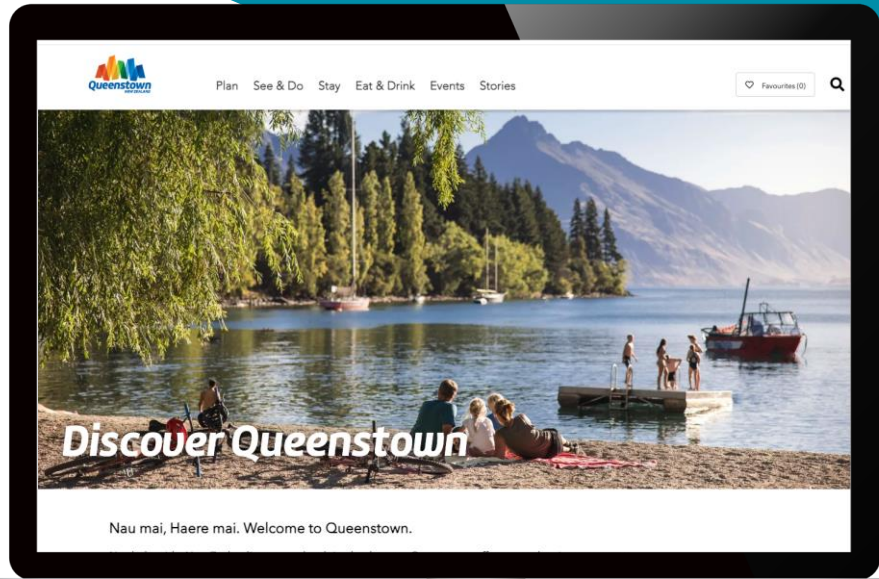 Queenstown
NEW ZEALAND
Plan See & Do Stay Eat & Drink Events Stories
Favourites (0)
Discover Queenstown
Nau mai, Haere mai. Welcome to Queenstown.